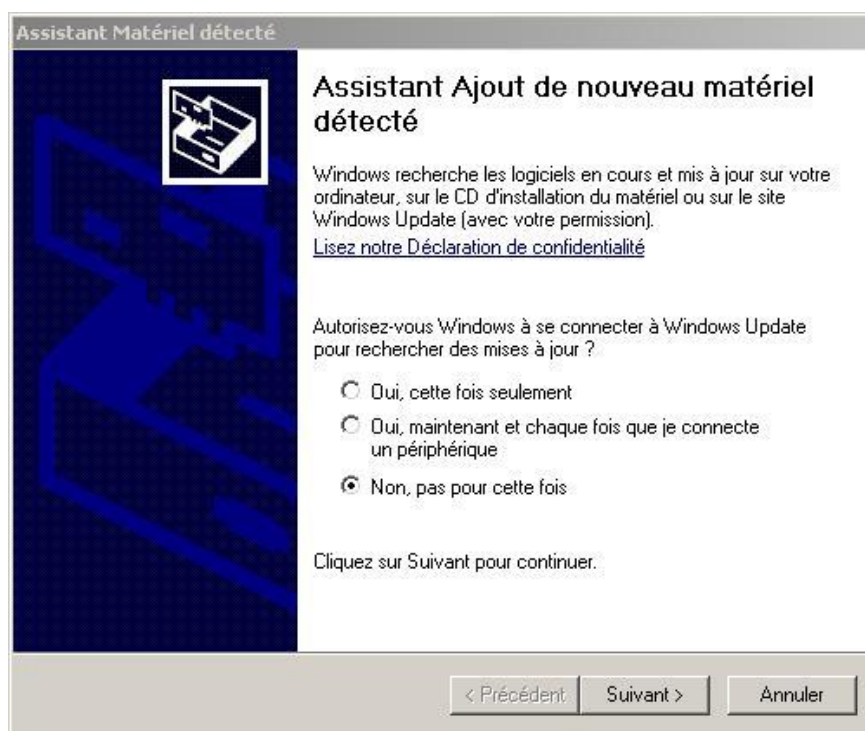 Assistant Matériel détecté
Assistant Ajout de nouveau matériel
détecté
Windows recherche les logiciels en cours et mis à jour sur votre
ordinateur, sur le CD d'installation du matériel ou sur le site
Windows Update (avec votre permission).
Lisez notre Déclaration de confidentialité
Autorisez-vous Windows à se connecter à Windows Update
pour rechercher des mises à jour ?
Oui, cette fois seulement
Oui, maintenant et chaque fois que je connecte
un périphérique
Non, pas pour cette fois
Cliquez sur Suivant pour continuer.
< Précédent Suivant > Annuler